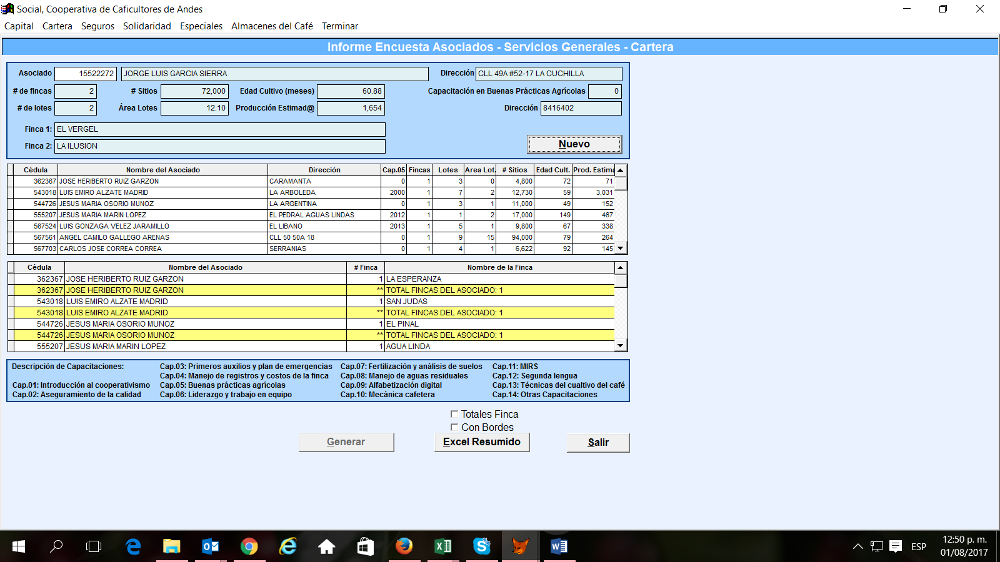 Social, Cooperativa de Caficultores de Andes
Capital Cartera Seguros Solidaridad Especiales Almacenes del Café Terminar
Informe Encuesta Asociados - Servicios Generales - Cartera
Asociado 15522272 JORGE LUIS GARCIA SIERRA Dirección CLL 49A #52-17 LA CUCHILLA
# de fincas 2 # Sitios 72,000 Edad Cultivo (meses) 60.88 Capacitación en Buenas Prácticas Agrícolas 0
# de lotes 2 Área Lotes 12.10 Producción Estimad@ 1,654 Dirección 8416402
Finca 1: EL VERGEL
Finca 2: LA ILUSION
Nuevo
Cédula Nombre del Asociado Dirección Cap.05 Fincas Lotes Area Lot. # Sitios Edad Cult. Prod. Estima
362367 JOSE HERIBERTO RUIZ GARZON CARAMANTA 0 1 3 0 4,800 72 71
543018 LUIS EMIRO ALZATE MADRID LA ARBOLEDA 2000 1 7 2 12,730 59 3,031
544726 JESUS MARIA OSORIO MUNOZ LA ARGENTINA 0 1 3 1 11,000 49 152
555207 JESUS MARIA MARIN LOPEZ EL PEDRAL AGUAS LINDAS 2012 1 1 2 17,000 149 467
567524 LUIS GONZAGA VELEZ JARAMILLO EL LIBANO 2013 1 5 1 9,800 67 338
567561 ANGEL CAMILO GALLEGO ARENAS CLL 50 50A 18 0 1 9 15 94,000 79 264
567703 CARLOS JOSE CORREA CORREA SERRANIAS 0 1 4 1 6,622 92 145
Cédula Nombre del Asociado # Finca Nombre de la Finca
362367 JOSE HERIBERTO RUIZ GARZON 1 LA ESPERANZA
362367 JOSE HERIBERTO RUIZ GARZON ** TOTAL FINCAS DEL ASOCIADO: 1
543018 LUIS EMIRO ALZATE MADRID 1 SAN JUDAS
543018 LUIS EMIRO ALZATE MADRID ** TOTAL FINCAS DEL ASOCIADO: 1
544726 JESUS MARIA OSORIO MUNOZ 1 EL PINAL
544726 JESUS MARIA OSORIO MUNOZ ** TOTAL FINCAS DEL ASOCIADO: 1
555207 JESUS MARIA MARIN LOPEZ 1 AGUA LINDA
Descripción de Capacitaciones: Cap.03: Primeros auxilios y plan de emergencias Cap.07: Fertilización y análisis de suelos Cap.11: MIRS
Cap.04: Manejo de registros y costos de la finca Cap.08: Manejo de aguas residuales Cap.12: Segunda lengua
Cap.01: Introducción al cooperativismo Cap.05: Buenas prácticas agrícolas Cap.09: Alfabetización digital Cap.13: Técnicas del cualtivo del café
Cap.02: Aseguramiento de la calidad Cap.06: Liderazgo y trabajo en equipo Cap.10: Mecánica cafetera Cap.14: Otras Capacitaciones
Totales Finca
Con Bordes
Generar Excel Resumido Salir
ESP 12:50 p. m.
01/08/2017